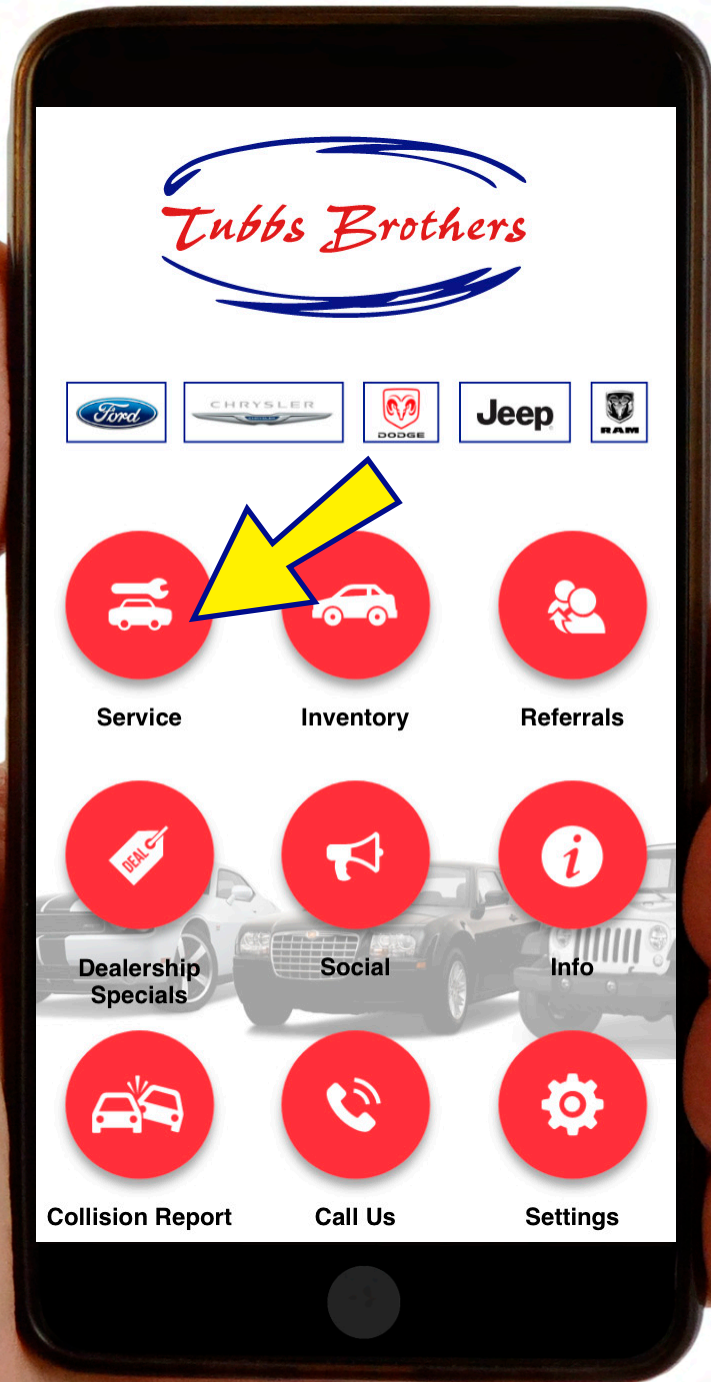 Tubbs Brothers
Ford
CHRYSLER
DODGE
Jeep
RAM
Service
Inventory
Referrals
DEAL
i
Dealership
Specials
Social
Info
Collision Report
Call Us
Settings